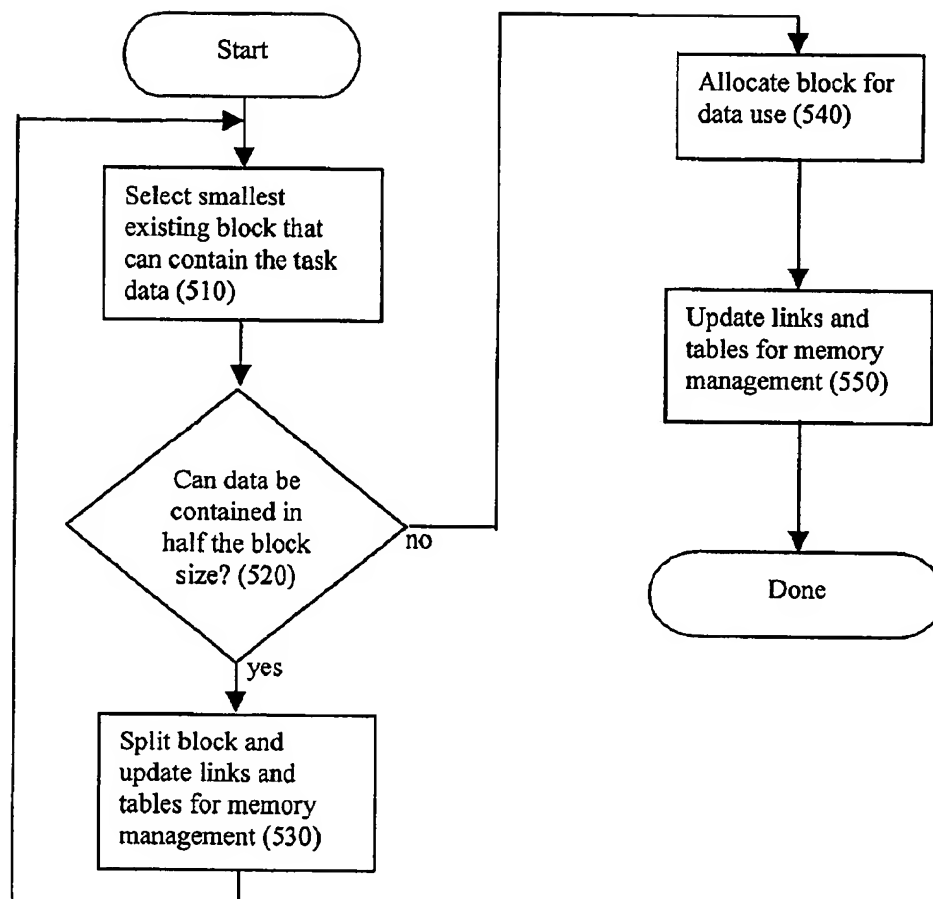 Start
Select smallest
existing block that
can contain the task
data (510)
Can data be
contained in
half the block
size? (520)
no
yes
Split block and
update links and
tables for memory
management (530)
Allocate block for
data use (540)
Update links and
tables for memory
management (550)
Done